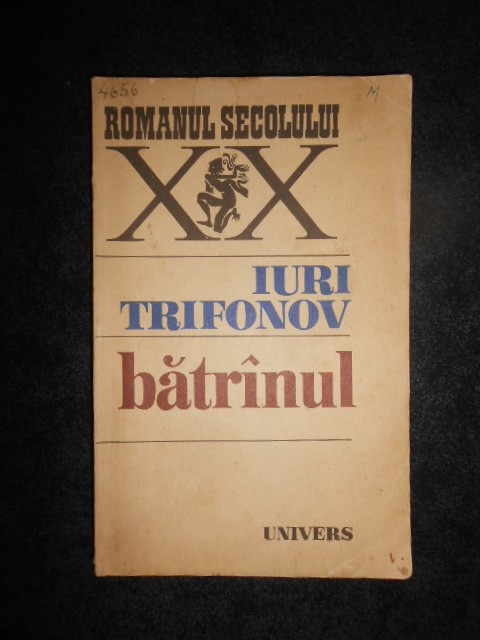 4656 M
ROMANUL SECOLULUI
XX
IURI
TRIFONOV
bătrînul
UNIVERS